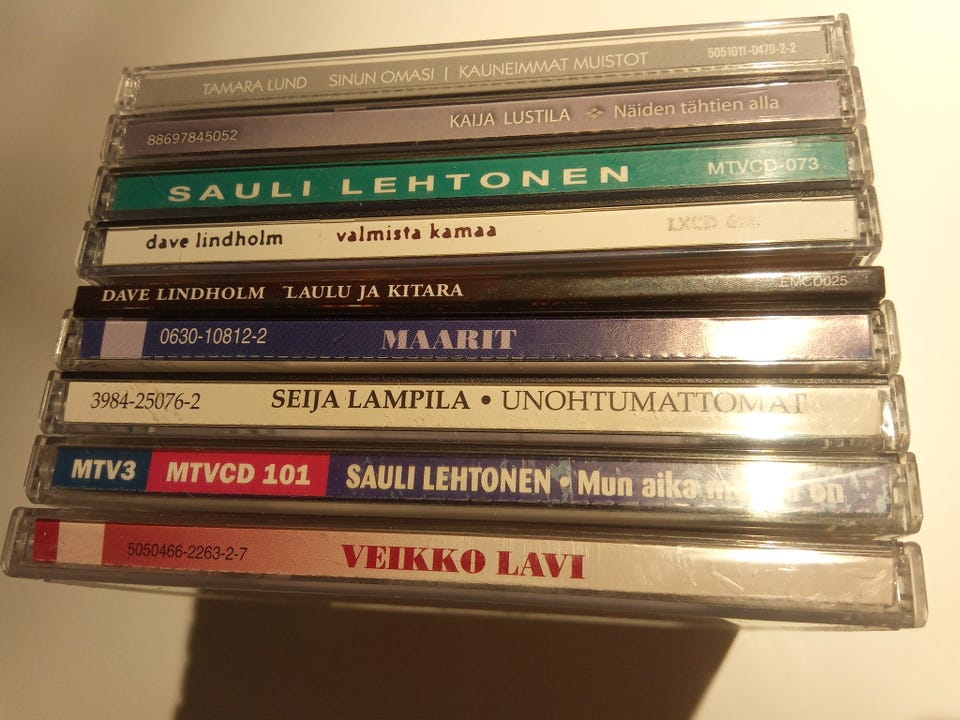 TAMARA LUND SINUN OMASI | KAUNEIMMAT MUISTOT 5051011-0470-2-2
88697845052 KAIJA LUSTILA Näiden tähtien alla
SAULI LEHTONEN MTVCD-073
dave lindholm valmista kamaa LXCD
DAVE LINDHOLM LAULU JA KITARA EMCD025
0630-10812-2 MAARIT
3984-25076-2 SEIJA LAMPILA • UNOHTUMATTOMAT
MTV3 MTVCD 101 SAULI LEHTONEN • Mun aika on
5050466-2263-2-7 VEIKKO LAVI